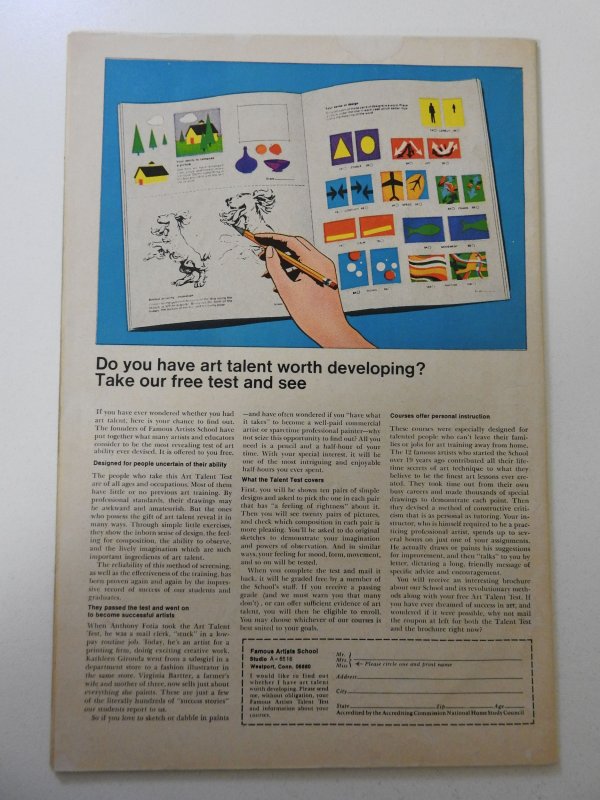 Your sense of design
Do you have art talent worth developing?
Take our free test and see
If you have ever wondered whether you had
art talent, here is your chance to find out.
The founders of Famous Artists School have
put together what many artists and educators
consider to be the most revealing test of art
ability ever devised. It is offered to you free.
Designed for people uncertain of their ability
The people who take this Art Talent Test
are of all ages and occupations. Most of them
have little or no previous art training. By
professional standards, their drawings may
be awkward and amateurish. But the ones
who possess the gift of art talent reveal it in
many ways. Through simple little exercises,
they show the inborn sense of design, the feel-
ing for composition, the ability to observe,
and the lively imagination which are such
important ingredients of art talent.
The reliability of this method of screening,
as well as the effectiveness of the training, has
been proven again and again by the impres-
sive record of success of our students and
graduates.
They passed the test and went on
to become successful artists
When Anthony Foria took the Art Talent
Test, he was a mail clerk, "stuck" in a low-
pay routine job. Today, he's an artist for a
printing firm, doing exciting creative work.
Kathleen Gironda went from a salesgirl in a
department store to a fashion illustrator in
the same store. Virginia Bartter, a farmer's
wife and mother of three, now sells just about
everything she paints. These are just a few
of the literally hundreds of "success stories"
our students report to us.
So if you love to sketch or dabble in paints
—and have often wondered if you "have what
it takes" to become a well-paid commercial
artist or sparetime professional painter—why
not seize this opportunity to find out! All you
need is a pencil and a half-hour of your
time. With your special interest, it will be
one of the most intriguing and enjoyable
half-hours you ever spent.
What the Talent Test covers
First, you will be shown ten pairs of simple
designs and asked to pick the one in each pair
that has "a feeling of rightness" about it.
Then you will see twenty pairs of pictures,
and check which composition in each pair is
more pleasing. You'll be asked to do original
sketches to demonstrate your imagination
and powers of observation. And in similar
ways, your feeling for mood, form, movement,
and so on will be tested.
When you complete the test and mail it
back, it will be graded free by a member of
the School's staff. If you receive a passing
grade (and we must warn you that many
don't), or can offer sufficient evidence of art
talent, you will then be eligible to enroll.
You may choose whichever of our courses is
best suited to your goals.
Courses offer personal instruction
These courses were especially designed for
talented people who can't leave their fami-
lies or jobs for art training away from home.
The 12 famous artists who started the School
over 19 years ago contributed all their life-
time secrets of art technique to what they
believe to be the finest art lessons ever cre-
ated. They took time out from their own
busy careers and made thousands of special
drawings to demonstrate each point. Then
they devised a method of constructive criti-
cism that is as personal as tutoring. Your in-
structor, who is himself required to be a prac-
ticing professional artist, spends up to sev-
eral hours on just one of your assignments.
He actually draws or paints his suggestions
for improvement, and then "talks" to you by
letter, dictating a long, friendly message of
specific advice and encouragement.
You will receive an interesting brochure
about our School and its revolutionary meth-
ods along with your free Art Talent Test. If
you have ever dreamed of success in art, and
wondered if it were possible, why not mail
the coupon at left for both the Talent Test
and the brochure right now?
Famous Artists School
Studio A-6516
Westport, Conn. 06880
I would like to find out
whether I have art talent
worth developing. Please send
me, without obligation, your
Famous Artists Talent Test
and information about your
courses.
Mr.
Mrs.
Miss
Please circle one and print name
Address
City
State Zip Age
Accredited by the Accrediting Commission National Home Study Council